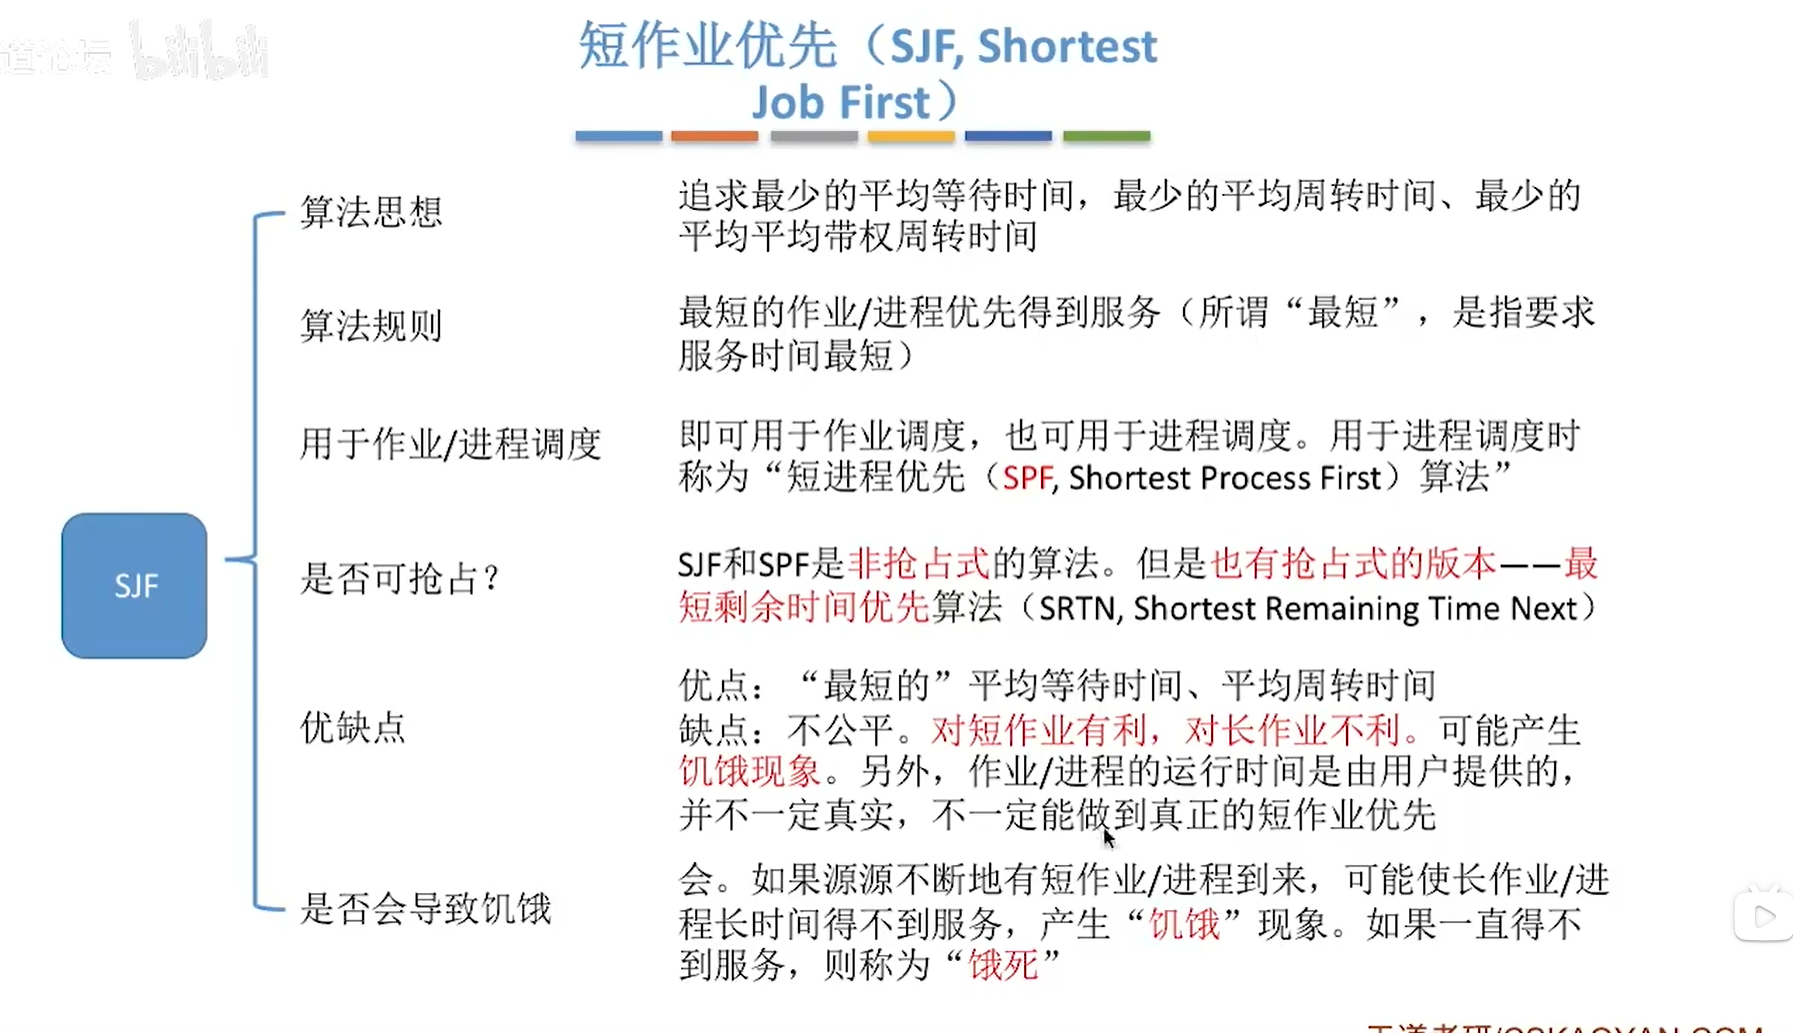 道论坛 bilibili
短作业优先（SJF, Shortest
Job First）
算法思想
追求最少的平均等待时间，最少的平均周转时间、最少的
平均平均带权周转时间
算法规则
最短的作业/进程优先得到服务（所谓“最短”，是指要求
服务时间最短）
用于作业/进程调度
即可用于作业调度，也可用于进程调度。用于进程调度时
称为“短进程优先（SPF, Shortest Process First）算法”
SJF
是否可抢占？
SJF和SPF是非抢占式的算法。但是也有抢占式的版本——最
短剩余时间优先算法（SRTN, Shortest Remaining Time Next）
优缺点
优点：“最短的”平均等待时间、平均周转时间
缺点：不公平。对短作业有利，对长作业不利。可能产生
饥饿现象。另外，作业/进程的运行时间是由用户提供的，
并不一定真实，不一定能做到真正的短作业优先
是否会导致饥饿
会。如果源源不断地有短作业/进程到来，可能使长作业/进
程长时间得不到服务，产生“饥饿”现象。如果一直得不
到服务，则称为“饿死”
王道考研/CSKAOYAN.COM